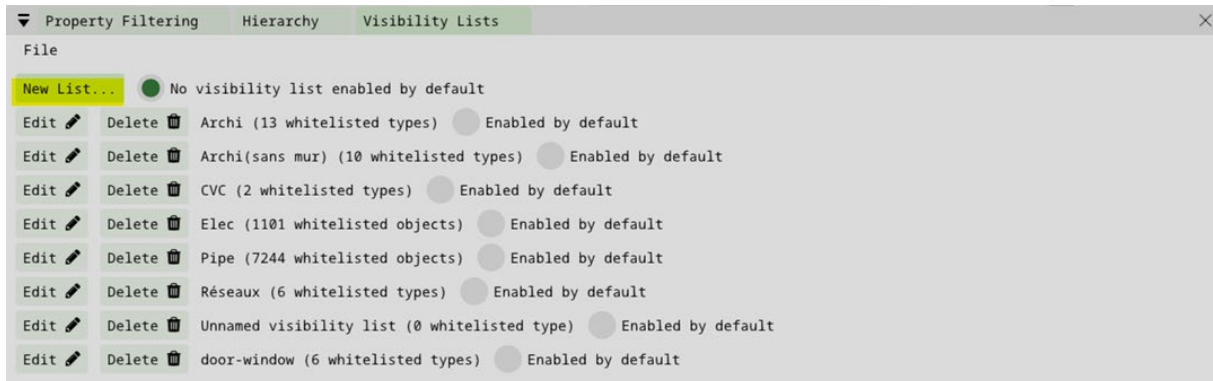 Property Filtering Hierarchy Visibility Lists
File
New List... No visibility list enabled by default
Edit Delete Archi (13 whitelisted types) Enabled by default
Edit Delete Archi(sans mur) (10 whitelisted types) Enabled by default
Edit Delete CVC (2 whitelisted types) Enabled by default
Edit Delete Elec (1101 whitelisted objects) Enabled by default
Edit Delete Pipe (7244 whitelisted objects) Enabled by default
Edit Delete Réseaux (6 whitelisted types) Enabled by default
Edit Delete Unnamed visibility list (0 whitelisted type) Enabled by default
Edit Delete door-window (6 whitelisted types) Enabled by default